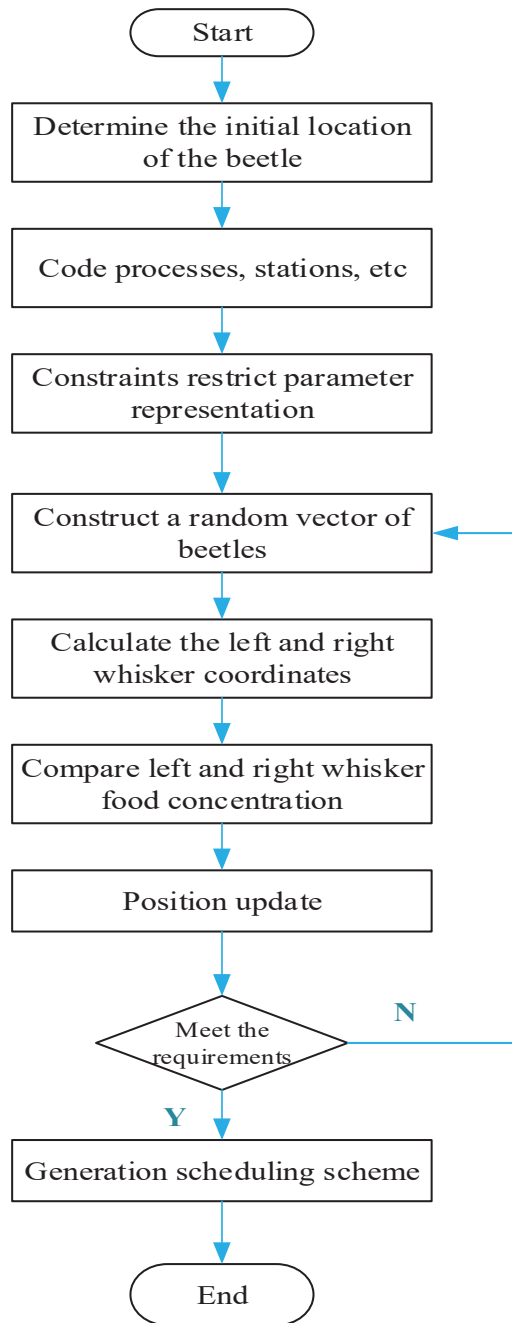 Start
Determine the initial location
of the beetle
Code processes, stations, etc
Constraints restrict parameter
representation
Construct a random vector of
beetles
Calculate the left and right
whisker coordinates
Compare left and right whisker
food concentration
Position update
Meet the
requirements
N
Y
Generation scheduling scheme
End